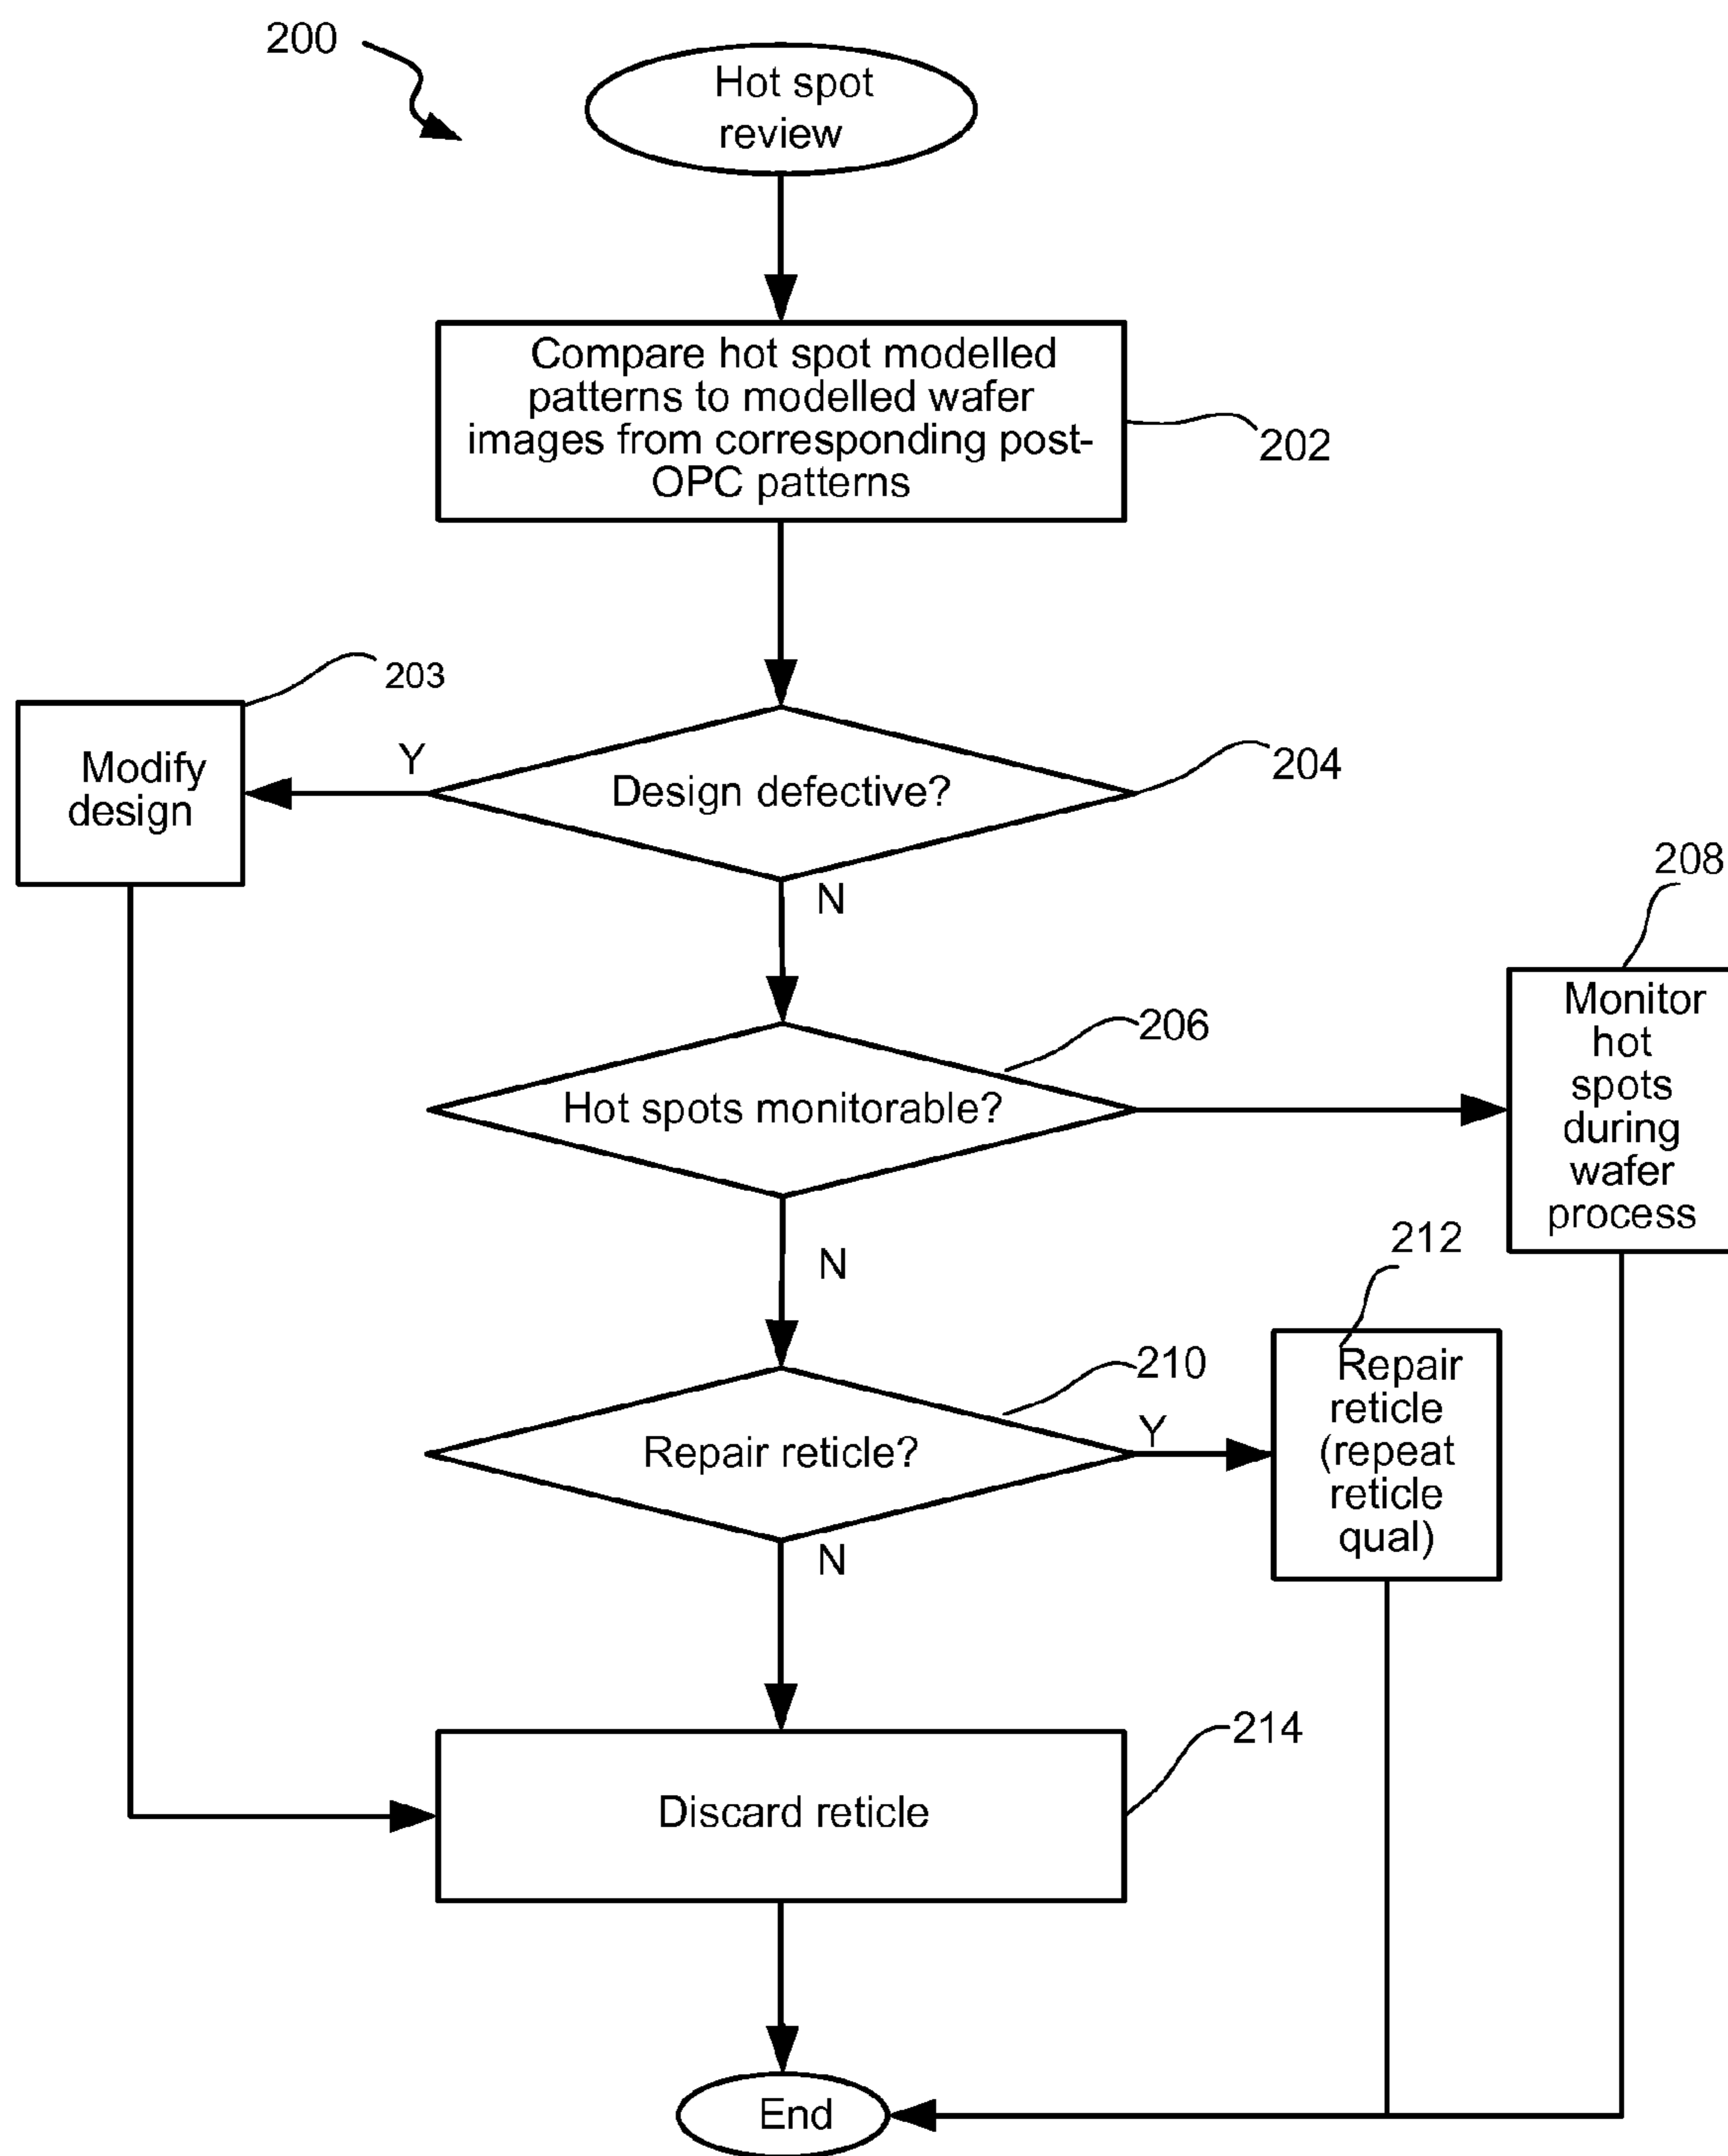 200
Hot spot
review
Compare hot spot modelled
patterns to modelled wafer
images from corresponding post-
OPC patterns
202
203
Modify
design
Y
Design defective?
204
N
208
Monitor
hot
spots
during
wafer
process
206
Hot spots monitorable?
N
212
Repair
reticle
(repeat
reticle
qual)
210
Repair reticle?
Y
N
214
Discard reticle
End